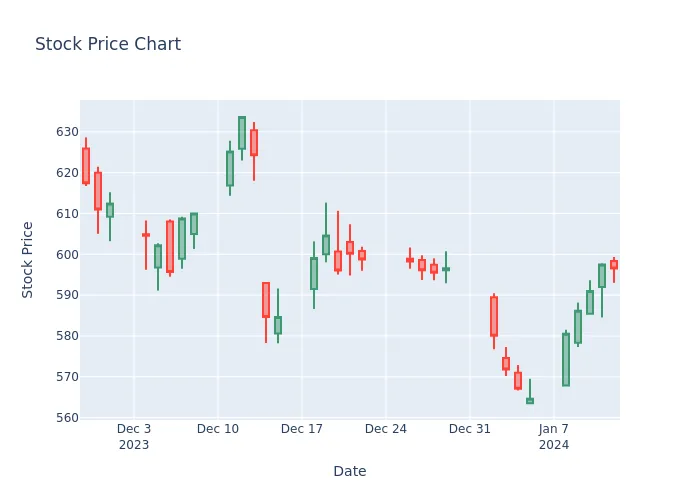 Stock Price Chart
Stock Price
630
620
610
600
590
580
570
560
Dec 3
2023
Dec 10
Dec 17
Dec 24
Dec 31
Jan 7
2024
Date